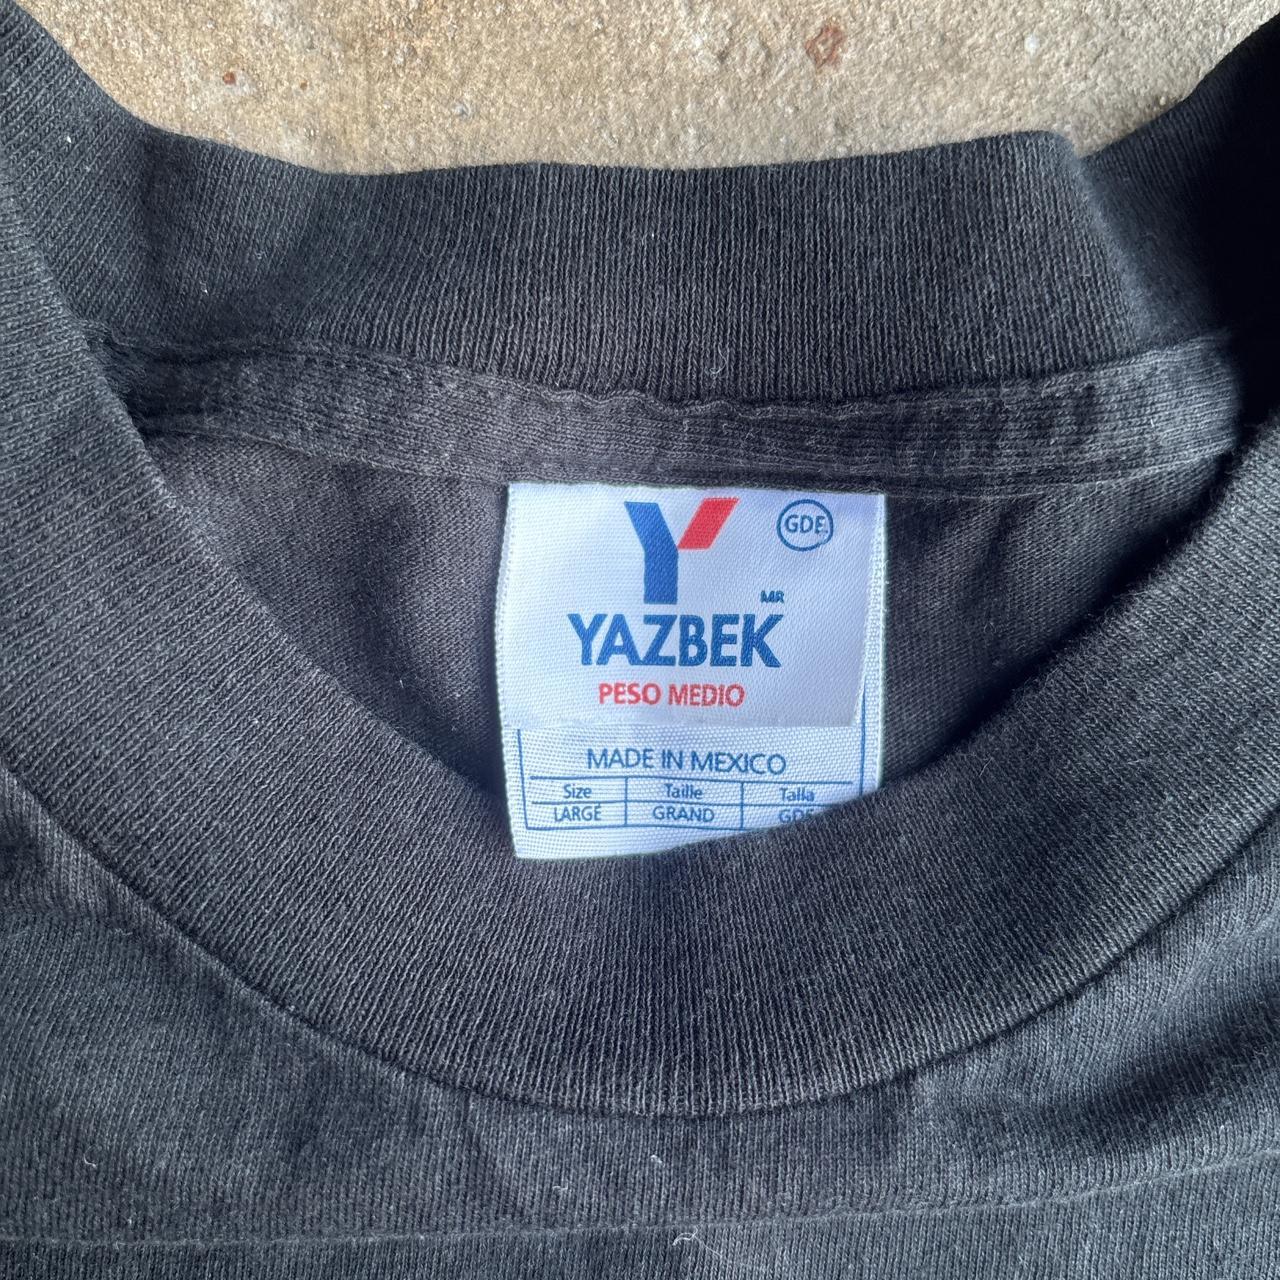 Y
GDE
MR
YAZBEK
PESO MEDIO
MADE IN MEXICO
Size Taille Talla
LARGE GRAND